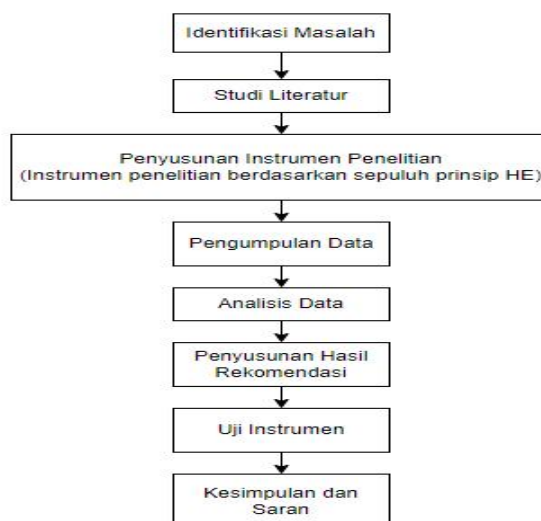 Identifikasi Masalah
Studi Literatur
Penyusunan Instrumen Penelitian
(Instrumen penelitian berdasarkan sepuluh prinsip HE)
Pengumpulan Data
Analisis Data
Penyusunan Hasil
Rekomendasi
Uji Instrumen
Kesimpulan dan
Saran